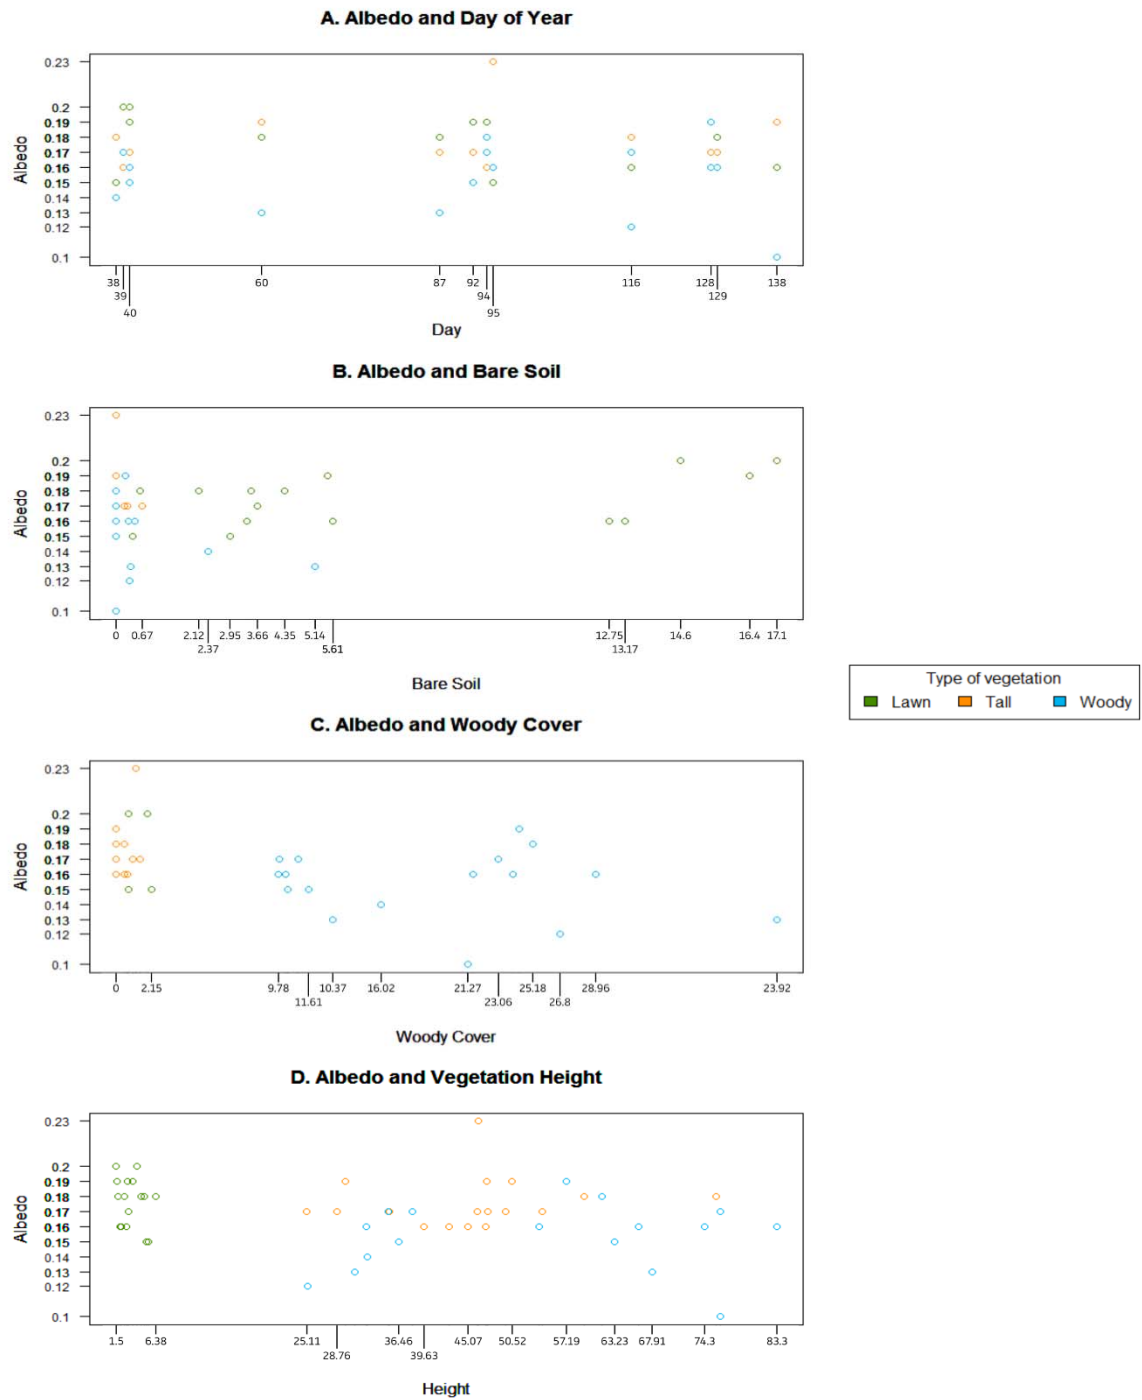 A. Albedo and Day of Year
0.23
0.2
0.19
0.18
0.17
0.16
0.15
0.14
0.13
0.12
0.1
Albedo
38 60 87 92 94 116 128 138
39 95 129
40
Day
B. Albedo and Bare Soil
0.23
0.2
0.19
0.18
0.17
0.16
0.15
0.14
0.13
0.12
0.1
Albedo
0 0.67 2.12 2.95 3.66 4.35 5.14 12.75 14.6 16.4 17.1
2.37 5.61 13.17
Bare Soil
Type of vegetation
Lawn Tall Woody
C. Albedo and Woody Cover
0.23
0.2
0.19
0.18
0.17
0.16
0.15
0.14
0.13
0.12
0.1
Albedo
0 2.15 9.78 10.37 16.02 21.27 25.18 28.96 23.92
11.61 23.06 26.8
Woody Cover
D. Albedo and Vegetation Height
0.23
0.2
0.19
0.18
0.17
0.16
0.15
0.14
0.13
0.12
0.1
Albedo
1.5 6.38 25.11 36.46 45.07 50.52 57.19 63.23 67.91 74.3 83.3
28.76 39.63
Height